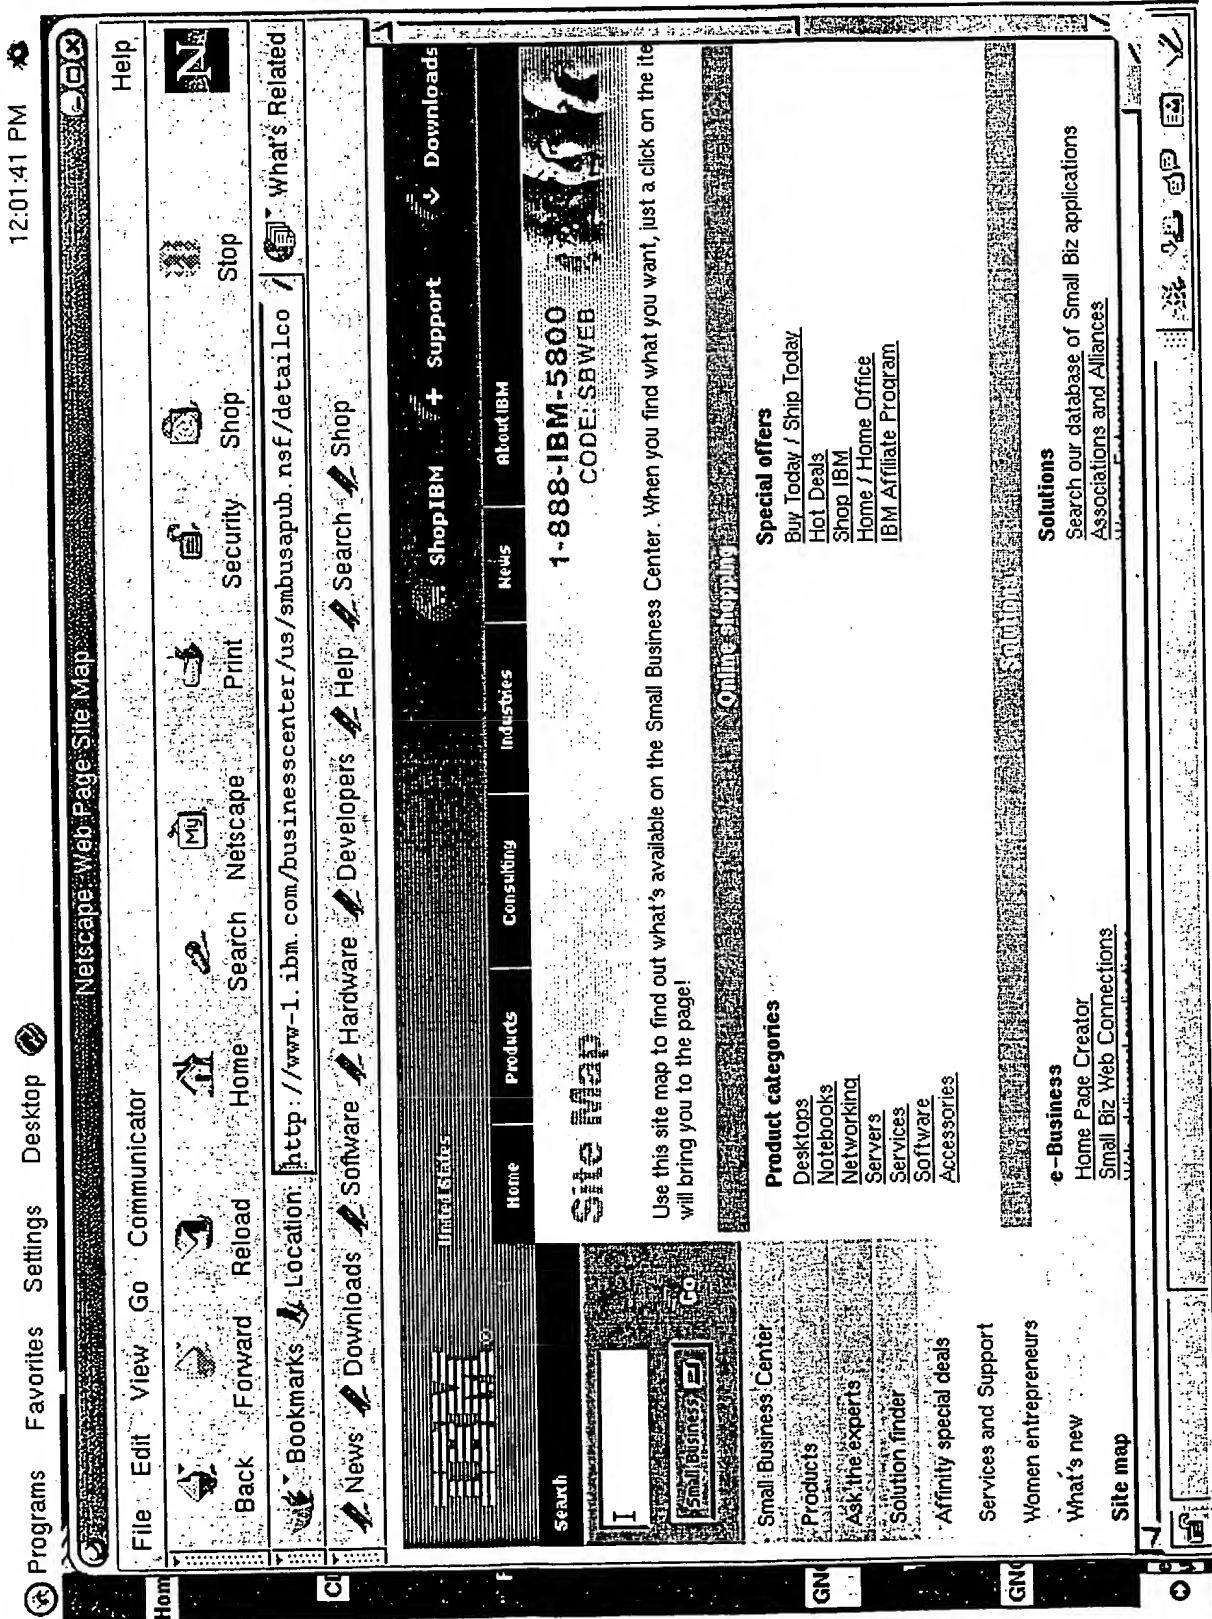 Programs Favorites Settings Desktop 12:01:41 PM
Netscape: Web Page Site Map
File Edit View Go Communicator Help
Back Forward Reload Home Search Netscape Print Security Shop Stop
My
N
Bookmarks Location: http://www-1.ibm.com/businesscenter/us/smbusapub.nsf/detailco What's Related
News Downloads Software Hardware Developers Help Search Shop
IBM United States ShopIBM + Support Downloads
Home Products Consulting Industries News About IBM
Search
Small Business Go
Small Business Center
Products
Ask the experts
Solution finder
Affinity special deals
Services and Support
Women entrepreneurs
What's new
Site map
Site Map
1-888-IBM-5800
CODE: SBWEB
Use this site map to find out what's available on the Small Business Center. When you find what you want, just a click on the ite
will bring you to the page!
Online shopping
Product categories
Desktops
Notebooks
Networking
Servers
Services
Software
Accessories
Special offers
Buy Today / Ship Today
Hot Deals
Shop IBM
Home / Home Office
IBM Affiliate Program
Solutions
e-Business
Home Page Creator
Small Biz Web Connections
Solutions
Search our database of Small Biz applications
Associations and Alliances
Hom
GNO
GNO